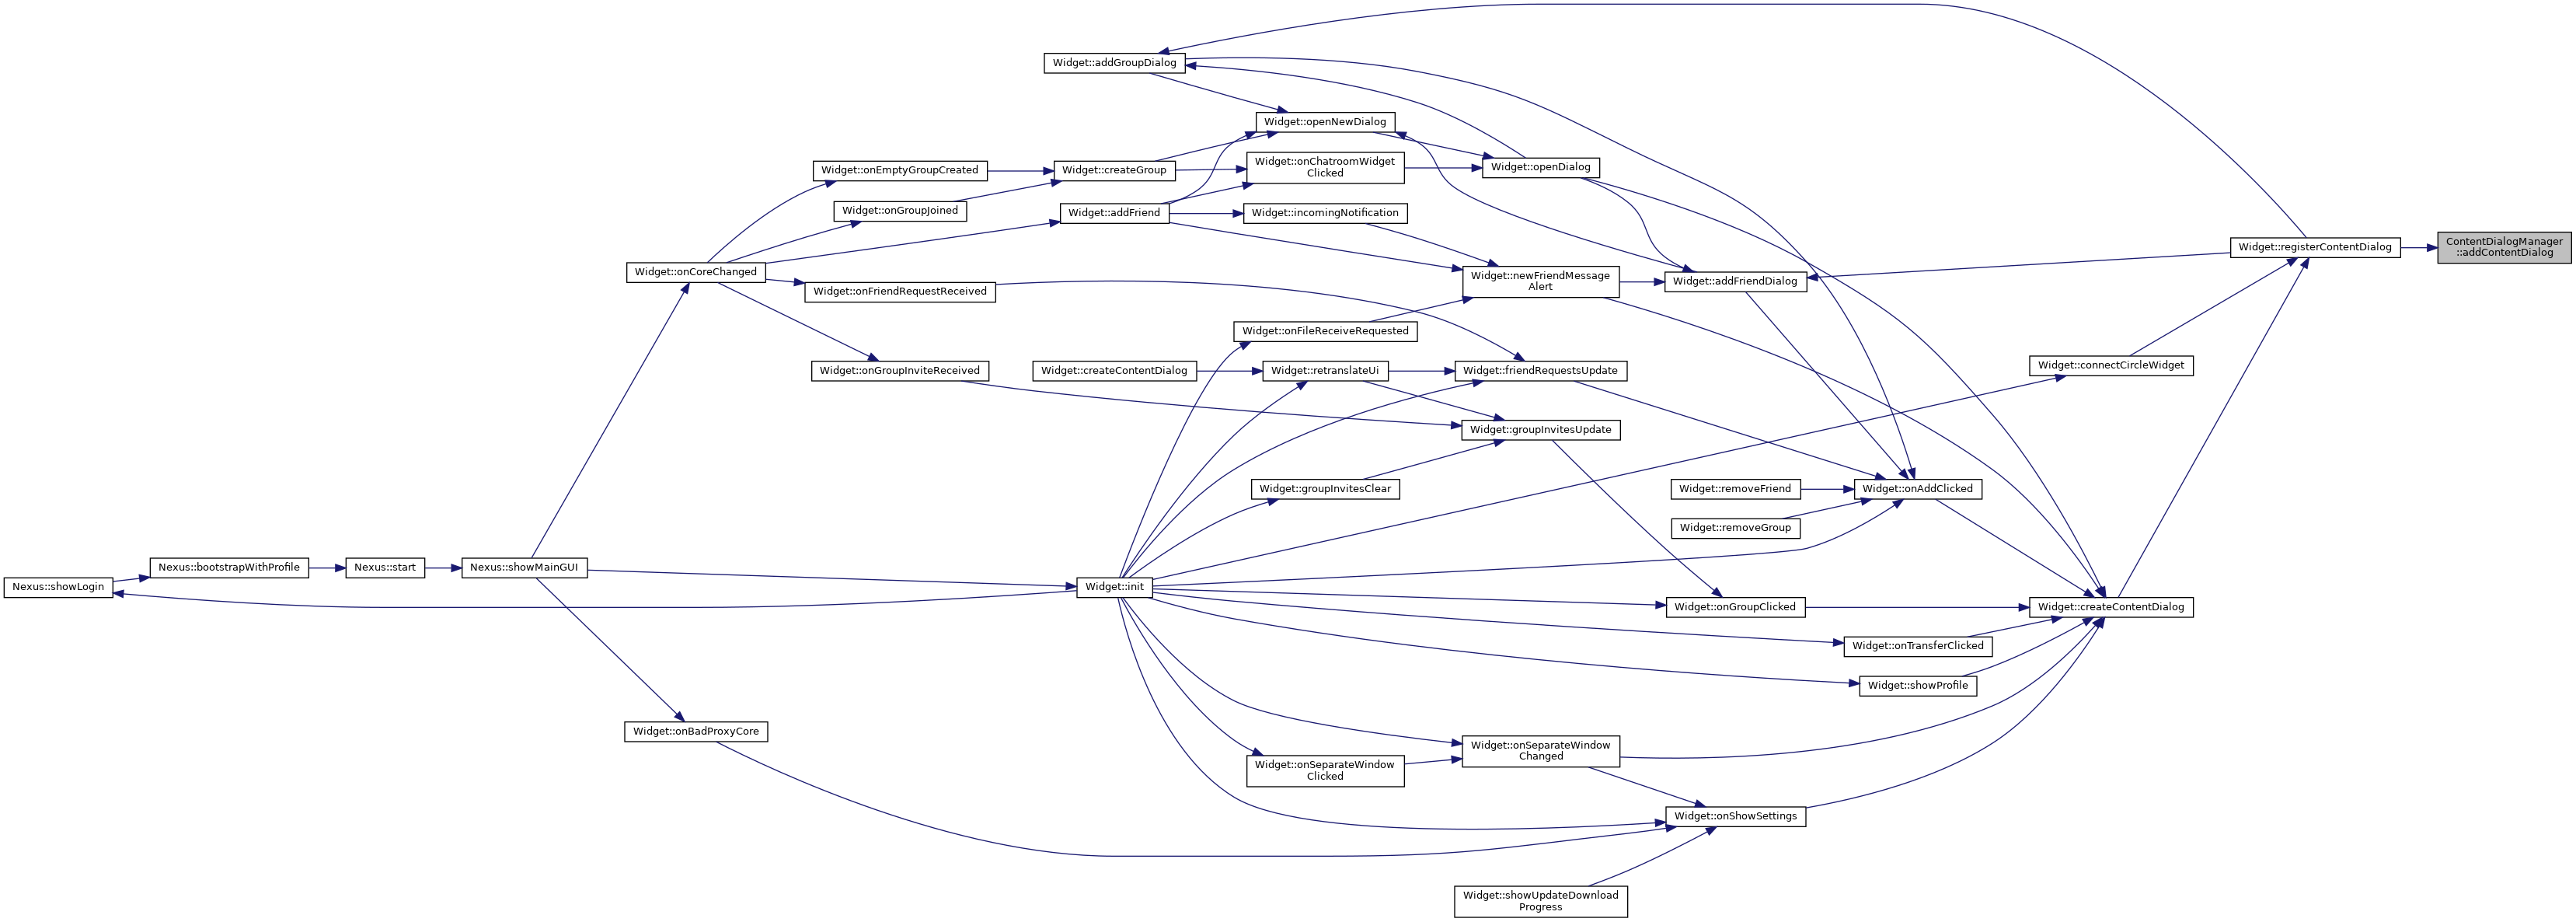 Widget::addGroupDialog
Widget::openNewDialog
Widget::onChatroomWidget
Clicked
Widget::openDialog
Widget::onEmptyGroupCreated
Widget::createGroup
Widget::onGroupJoined
Widget::addFriend
Widget::incomingNotification
Widget::registerContentDialog
ContentDialogManager
::addContentDialog
Widget::onCoreChanged
Widget::onFriendRequestReceived
Widget::newFriendMessage
Alert
Widget::addFriendDialog
Widget::onFileReceiveRequested
Widget::onGroupInviteReceived
Widget::createContentDialog
Widget::retranslateUi
Widget::friendRequestsUpdate
Widget::connectCircleWidget
Widget::groupInvitesUpdate
Widget::groupInvitesClear
Widget::removeFriend
Widget::onAddClicked
Widget::removeGroup
Nexus::showLogin
Nexus::bootstrapWithProfile
Nexus::start
Nexus::showMainGUI
Widget::init
Widget::onGroupClicked
Widget::createContentDialog
Widget::onTransferClicked
Widget::showProfile
Widget::onBadProxyCore
Widget::onSeparateWindow
Clicked
Widget::onSeparateWindow
Changed
Widget::onShowSettings
Widget::showUpdateDownload
Progress